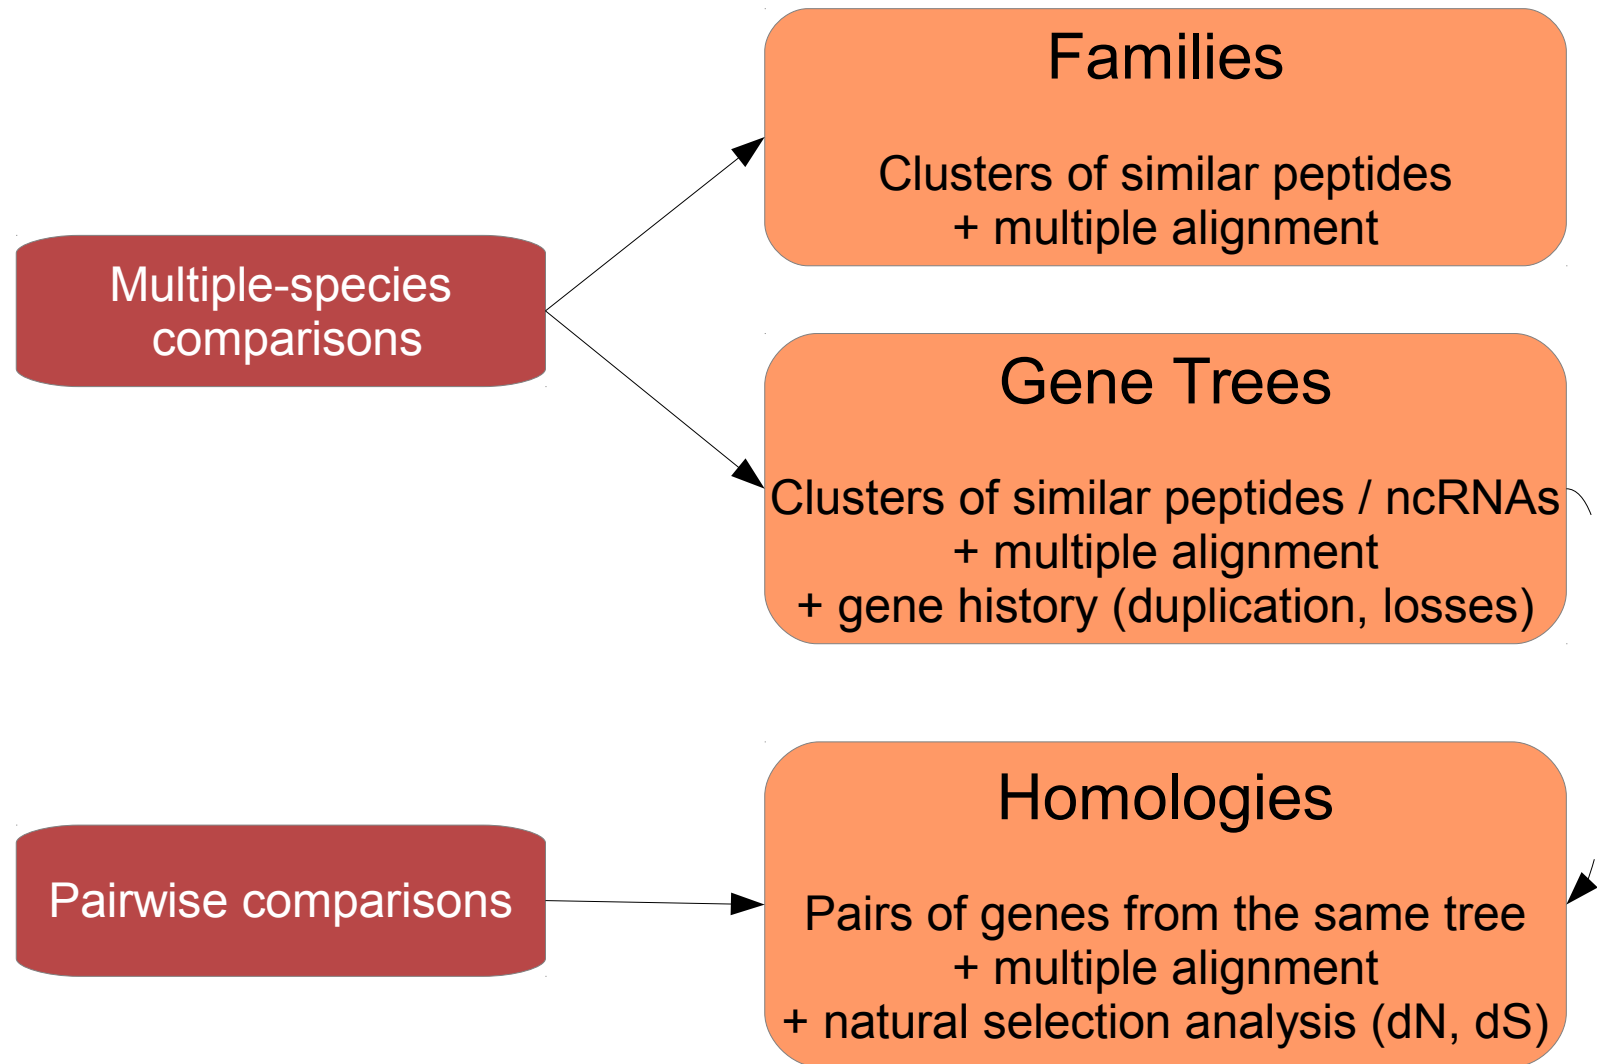 Families
Clusters of similar peptides
+ multiple alignment
Multiple-species
comparisons
Gene Trees
Clusters of similar peptides / ncRNAs
+ multiple alignment
+ gene history (duplication, losses)
Homologies
Pairwise comparisons
Pairs of genes from the same tree
+ multiple alignment
+ natural selection analysis (dN, dS)